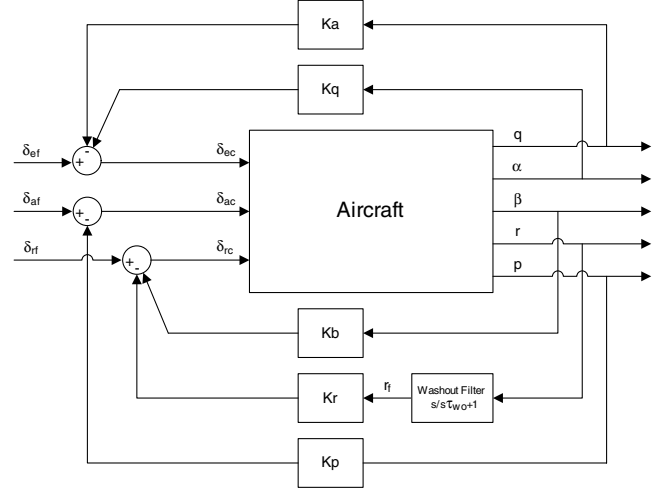 Ka
Kq
δef
+
-
δec
q
α
δaf
+
-
δac
Aircraft
β
δrf
+
-
δrc
r
p
Kb
Kr
rf
Washout Filter
s/sτwo+1
Kp